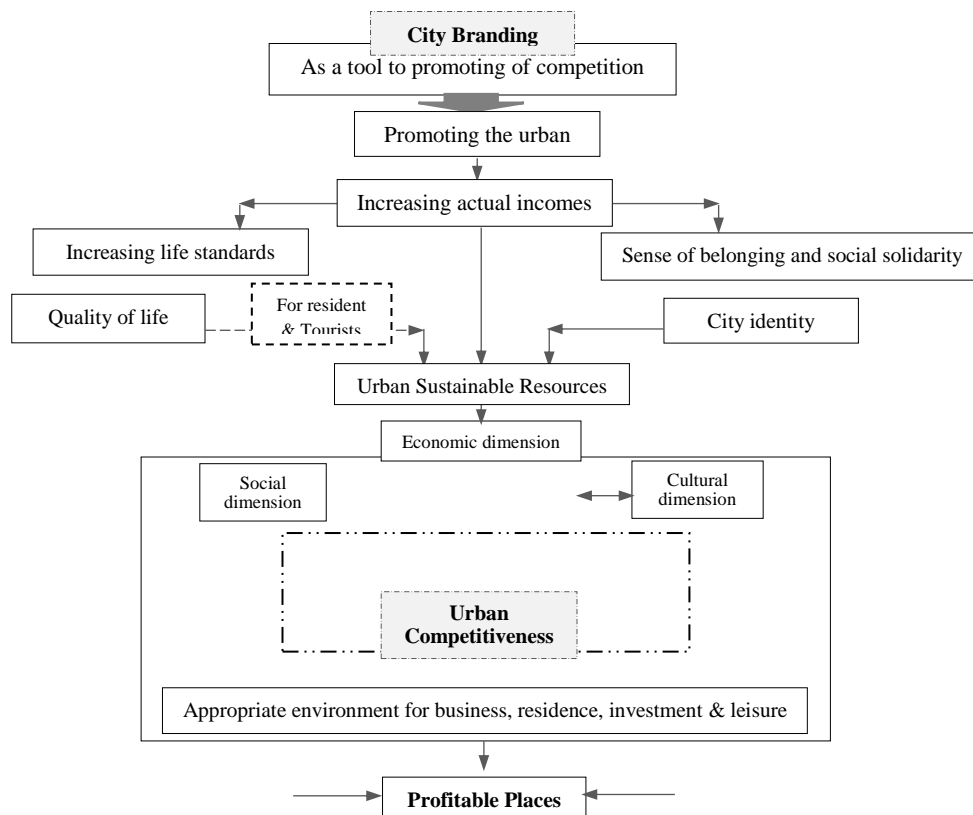 City Branding
As a tool to promoting of competition
Promoting the urban
Increasing actual incomes
Increasing life standards
Sense of belonging and social solidarity
Quality of life
For resident
& Tourists
City identity
Urban Sustainable Resources
Economic dimension
Social
dimension
Cultural
dimension
Urban
Competitiveness
Appropriate environment for business, residence, investment & leisure
Profitable Places